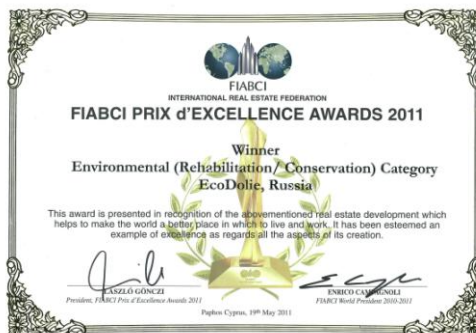 FIABCI
INTERNATIONAL REAL ESTATE FEDERATION
FIABCI PRIX d'EXCELLENCE AWARDS 2011
Winner
Environmental (Rehabilitation/ Conservation) Category
EcoDolie, Russia
This award is presented in recognition of the abovementioned real estate development which
helps to make the world a better place in which to live and work. It has been esteemed an
example of excellence as regards all the aspects of its creation.
LASZLÓ GÖNCZI
President, FIABCI Prix d'Excellence Awards 2011
ENRICO CAMPAGNOLI
FIABCI World President 2010-2011
Paphos Cyprus, 19th May 2011